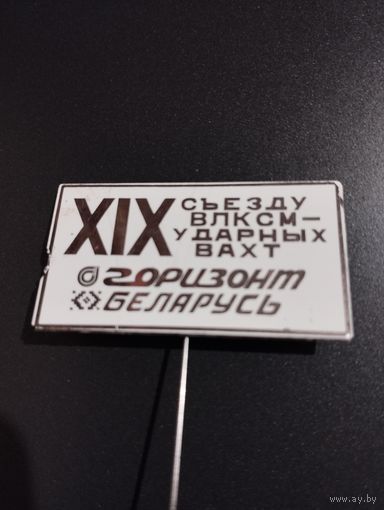 XIX СЪЕЗДУ
ВЛКСМ—
УДАРНЫХ
ВАХТ
ГОРИЗОНТ
БЕЛАРУСЬ
www.ay.by